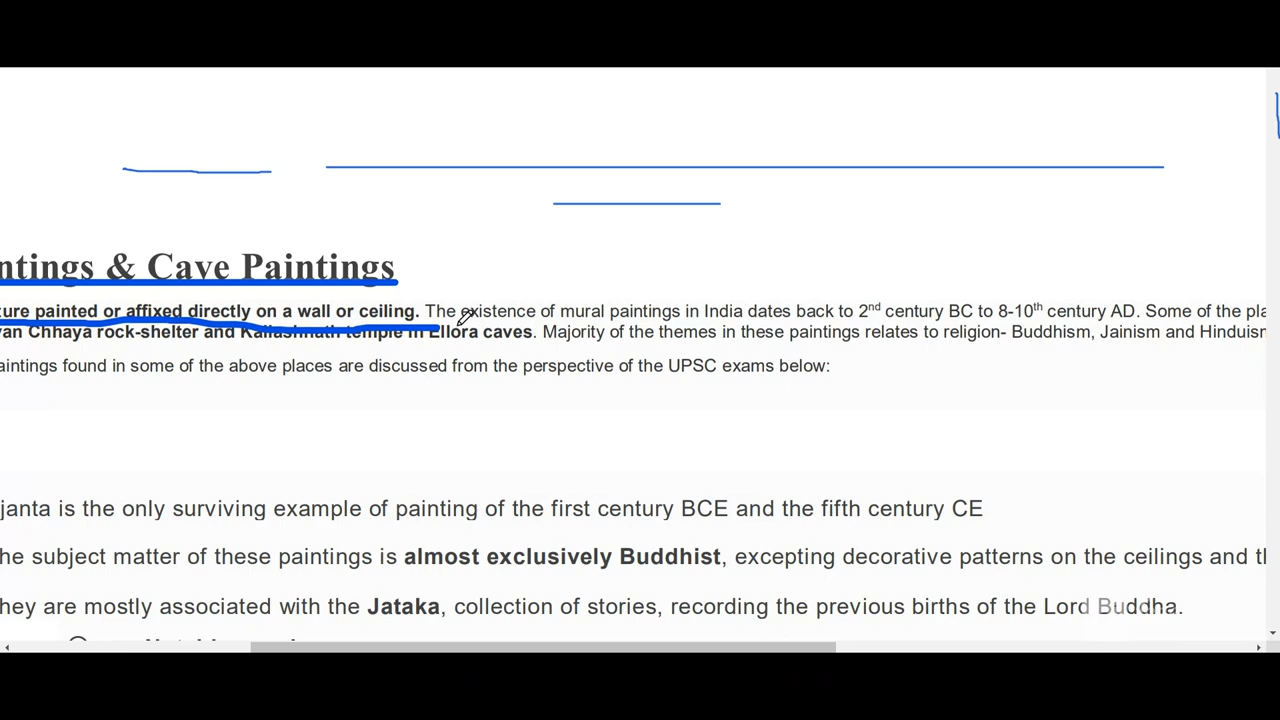 ntings & Cave Paintings
ture painted or affixed directly on a wall or ceiling. The existence of mural paintings in India dates back to 2nd century BC to 8-10th century AD. Some of the pla
van Chhaya rock-shelter and Kailashnath temple in Ellora caves. Majority of the themes in these paintings relates to religion- Buddhism, Jainism and Hinduism
aintings found in some of the above places are discussed from the perspective of the UPSC exams below:
janta is the only surviving example of painting of the first century BCE and the fifth century CE
he subject matter of these paintings is almost exclusively Buddhist, excepting decorative patterns on the ceilings and th
hey are mostly associated with the Jataka, collection of stories, recording the previous births of the Lord Buddha.